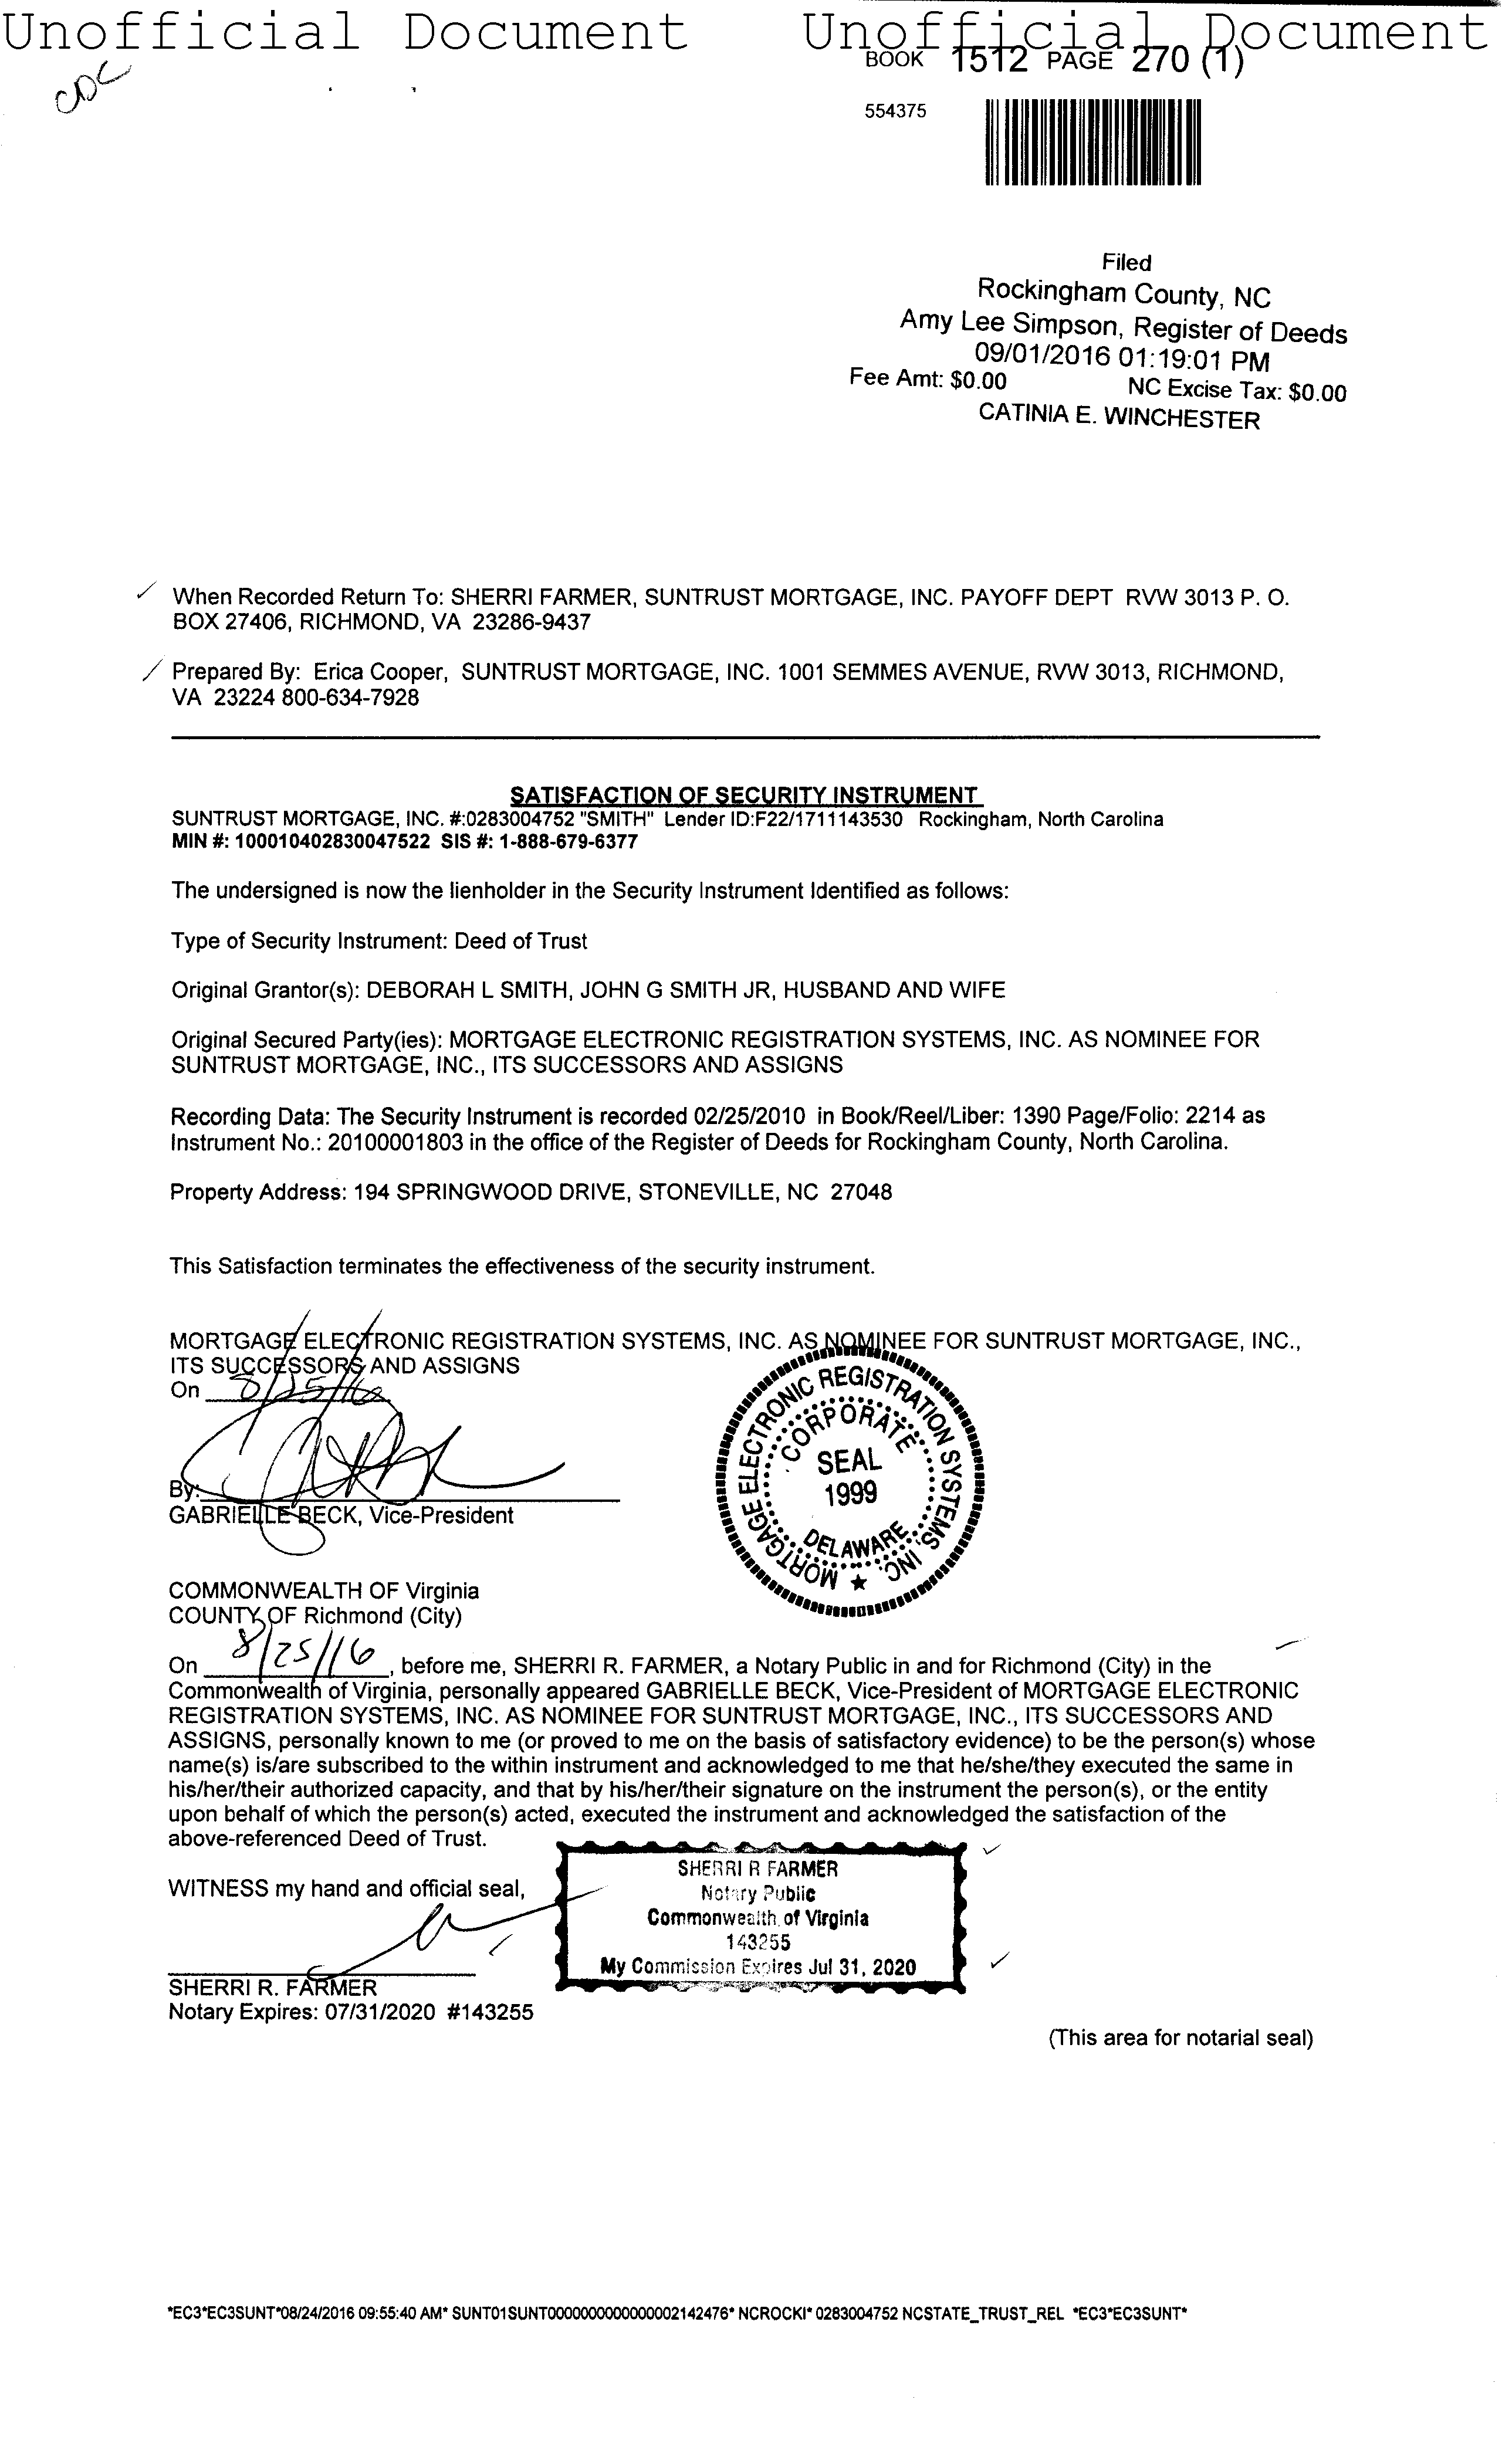 Unofficial Document Unofficial Document
BOOK 1512 PAGE 270 (1)
CDC
554375
Filed
Rockingham County, NC
Amy Lee Simpson, Register of Deeds
09/01/2016 01:19:01 PM
Fee Amt: $0.00 NC Excise Tax: $0.00
CATINIA E. WINCHESTER
When Recorded Return To: SHERRI FARMER, SUNTRUST MORTGAGE, INC. PAYOFF DEPT RVW 3013 P. O.
BOX 27406, RICHMOND, VA 23286-9437
Prepared By: Erica Cooper, SUNTRUST MORTGAGE, INC. 1001 SEMMES AVENUE, RVW 3013, RICHMOND,
VA 23224 800-634-7928
SATISFACTION OF SECURITY INSTRUMENT
SUNTRUST MORTGAGE, INC. #:0283004752 "SMITH" Lender ID:F22/1711143530 Rockingham, North Carolina
MIN #: 100010402830047522 SIS #: 1-888-679-6377
The undersigned is now the lienholder in the Security Instrument Identified as follows:
Type of Security Instrument: Deed of Trust
Original Grantor(s): DEBORAH L SMITH, JOHN G SMITH JR, HUSBAND AND WIFE
Original Secured Party(ies): MORTGAGE ELECTRONIC REGISTRATION SYSTEMS, INC. AS NOMINEE FOR
SUNTRUST MORTGAGE, INC., ITS SUCCESSORS AND ASSIGNS
Recording Data: The Security Instrument is recorded 02/25/2010 in Book/Reel/Liber: 1390 Page/Folio: 2214 as
Instrument No.: 20100001803 in the office of the Register of Deeds for Rockingham County, North Carolina.
Property Address: 194 SPRINGWOOD DRIVE, STONEVILLE, NC 27048
This Satisfaction terminates the effectiveness of the security instrument.
MORTGAGE ELECTRONIC REGISTRATION SYSTEMS, INC. AS NOMINEE FOR SUNTRUST MORTGAGE, INC.,
ITS SUCCESSORS AND ASSIGNS
On 8/25/16
By:
GABRIELLE BECK, Vice-President
MORTGAGE ELECTRONIC REGISTRATION SYSTEMS, INC.
CORPORATE
SEAL
1999
DELAWARE
COMMONWEALTH OF Virginia
COUNTY OF Richmond (City)
On 8/25/16, before me, SHERRI R. FARMER, a Notary Public in and for Richmond (City) in the
Commonwealth of Virginia, personally appeared GABRIELLE BECK, Vice-President of MORTGAGE ELECTRONIC
REGISTRATION SYSTEMS, INC. AS NOMINEE FOR SUNTRUST MORTGAGE, INC., ITS SUCCESSORS AND
ASSIGNS, personally known to me (or proved to me on the basis of satisfactory evidence) to be the person(s) whose
name(s) is/are subscribed to the within instrument and acknowledged to me that he/she/they executed the same in
his/her/their authorized capacity, and that by his/her/their signature on the instrument the person(s), or the entity
upon behalf of which the person(s) acted, executed the instrument and acknowledged the satisfaction of the
above-referenced Deed of Trust.
WITNESS my hand and official seal,
SHERRI R FARMER
Notary Public
Commonwealth of Virginia
143255
My Commission Expires Jul 31, 2020
SHERRI R. FARMER
Notary Expires: 07/31/2020 #143255
(This area for notarial seal)
*EC3*EC3SUNT*08/24/2016 09:55:40 AM* SUNT01SUNT0000000000000002142476* NCROCKI* 0283004752 NCSTATE_TRUST_REL *EC3*EC3SUNT*